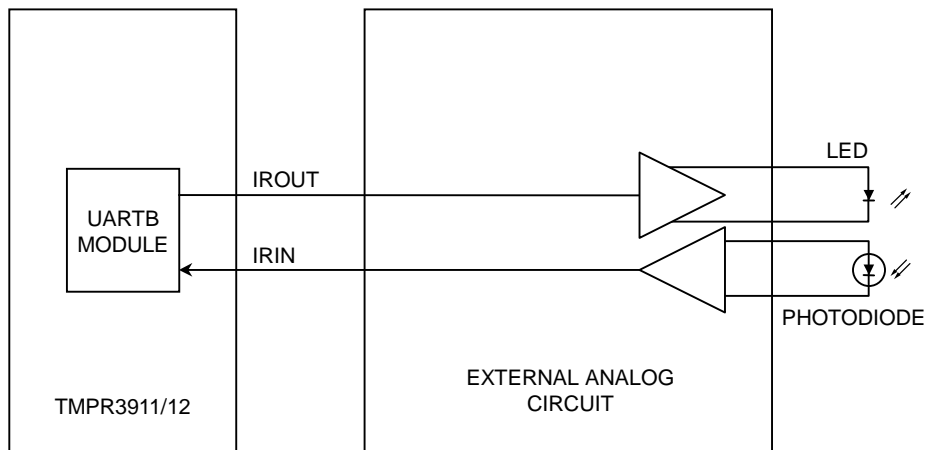 LED
IROUT
UARTB
MODULE
IRIN
PHOTODIODE
EXTERNAL ANALOG
CIRCUIT
TMPR3911/12